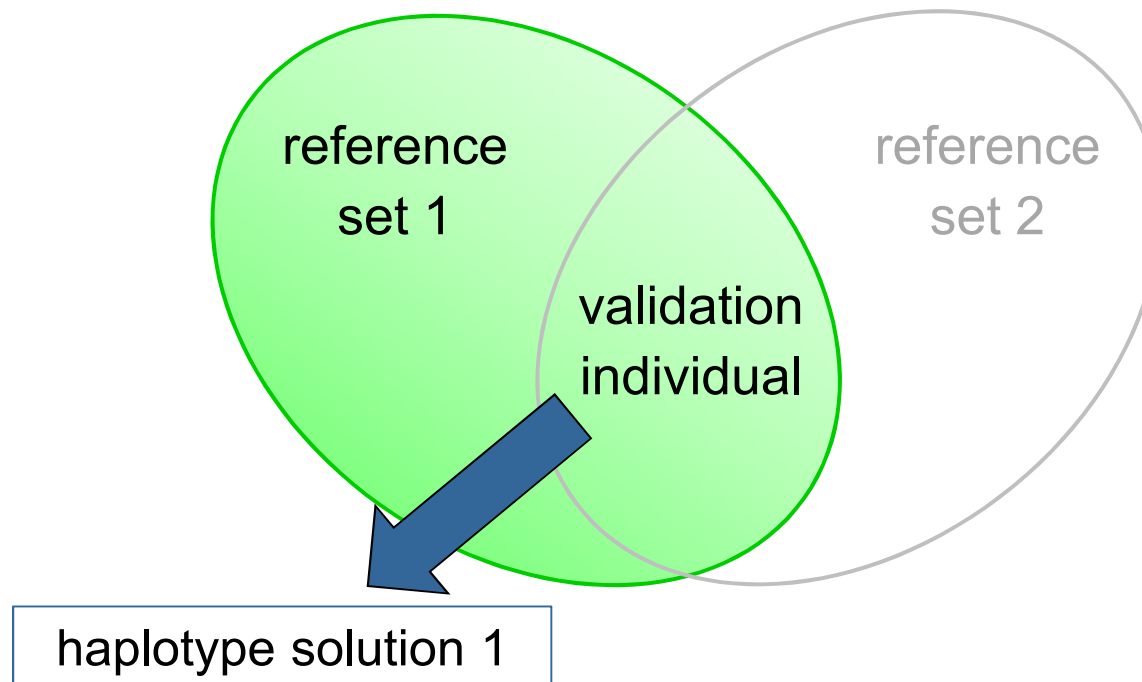 reference
set 1
reference
set 2
validation
individual
haplotype solution 1